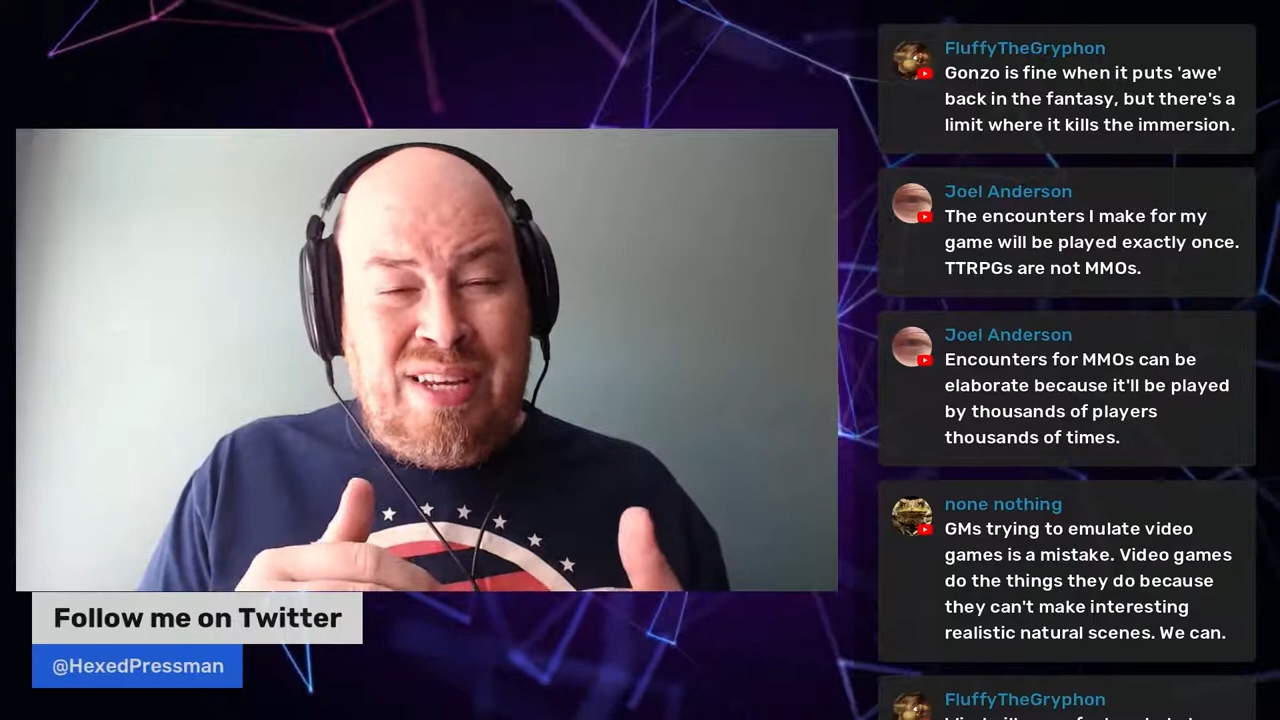 FluffyTheGryphon
Gonzo is fine when it puts 'awe'
back in the fantasy, but there's a
limit where it kills the immersion.
Joel Anderson
The encounters I make for my
game will be played exactly once.
TTRPGs are not MMOs.
Joel Anderson
Encounters for MMOs can be
elaborate because it'll be played
by thousands of players
thousands of times.
none nothing
GMs trying to emulate video
games is a mistake. Video games
do the things they do because
they can't make interesting
realistic natural scenes. We can.
FluffyTheGryphon
Follow me on Twitter
@HexedPressman